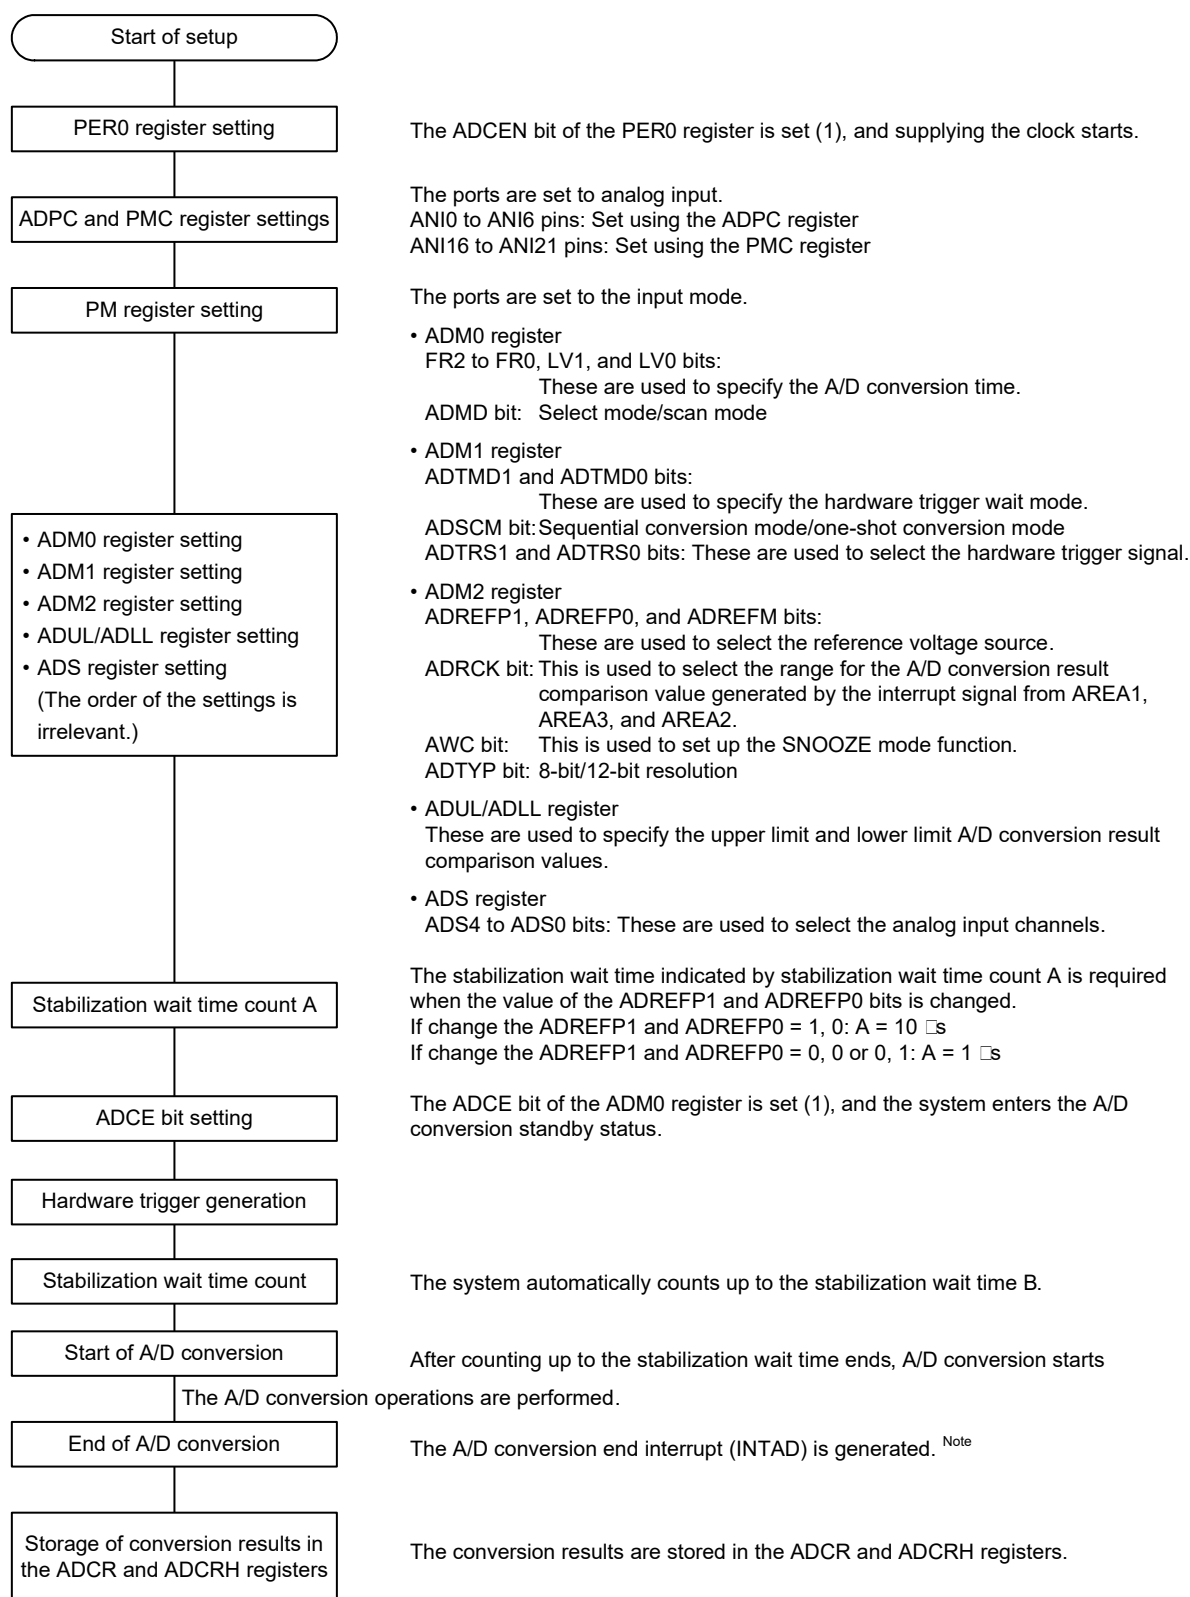 Start of setup
PER0 register setting
The ADCEN bit of the PER0 register is set (1), and supplying the clock starts.
ADPC and PMC register settings
The ports are set to analog input.
ANI0 to ANI6 pins: Set using the ADPC register
ANI16 to ANI21 pins: Set using the PMC register
PM register setting
The ports are set to the input mode.
• ADM0 register setting
• ADM1 register setting
• ADM2 register setting
• ADUL/ADLL register setting
• ADS register setting
(The order of the settings is
irrelevant.)
• ADM0 register
FR2 to FR0, LV1, and LV0 bits:
These are used to specify the A/D conversion time.
ADMD bit: Select mode/scan mode
• ADM1 register
ADTMD1 and ADTMD0 bits:
These are used to specify the hardware trigger wait mode.
ADSCM bit: Sequential conversion mode/one-shot conversion mode
ADTRS1 and ADTRS0 bits: These are used to select the hardware trigger signal.
• ADM2 register
ADREFP1, ADREFP0, and ADREFM bits:
These are used to select the reference voltage source.
ADRCK bit: This is used to select the range for the A/D conversion result
comparison value generated by the interrupt signal from AREA1,
AREA3, and AREA2.
AWC bit: This is used to set up the SNOOZE mode function.
ADTYP bit: 8-bit/12-bit resolution
• ADUL/ADLL register
These are used to specify the upper limit and lower limit A/D conversion result
comparison values.
• ADS register
ADS4 to ADS0 bits: These are used to select the analog input channels.
Stabilization wait time count A
The stabilization wait time indicated by stabilization wait time count A is required
when the value of the ADREFP1 and ADREFP0 bits is changed.
If change the ADREFP1 and ADREFP0 = 1, 0: A = 10 □s
If change the ADREFP1 and ADREFP0 = 0, 0 or 0, 1: A = 1 □s
ADCE bit setting
The ADCE bit of the ADM0 register is set (1), and the system enters the A/D
conversion standby status.
Hardware trigger generation
Stabilization wait time count
The system automatically counts up to the stabilization wait time B.
Start of A/D conversion
After counting up to the stabilization wait time ends, A/D conversion starts
The A/D conversion operations are performed.
End of A/D conversion
The A/D conversion end interrupt (INTAD) is generated. Note
Storage of conversion results in
the ADCR and ADCRH registers
The conversion results are stored in the ADCR and ADCRH registers.